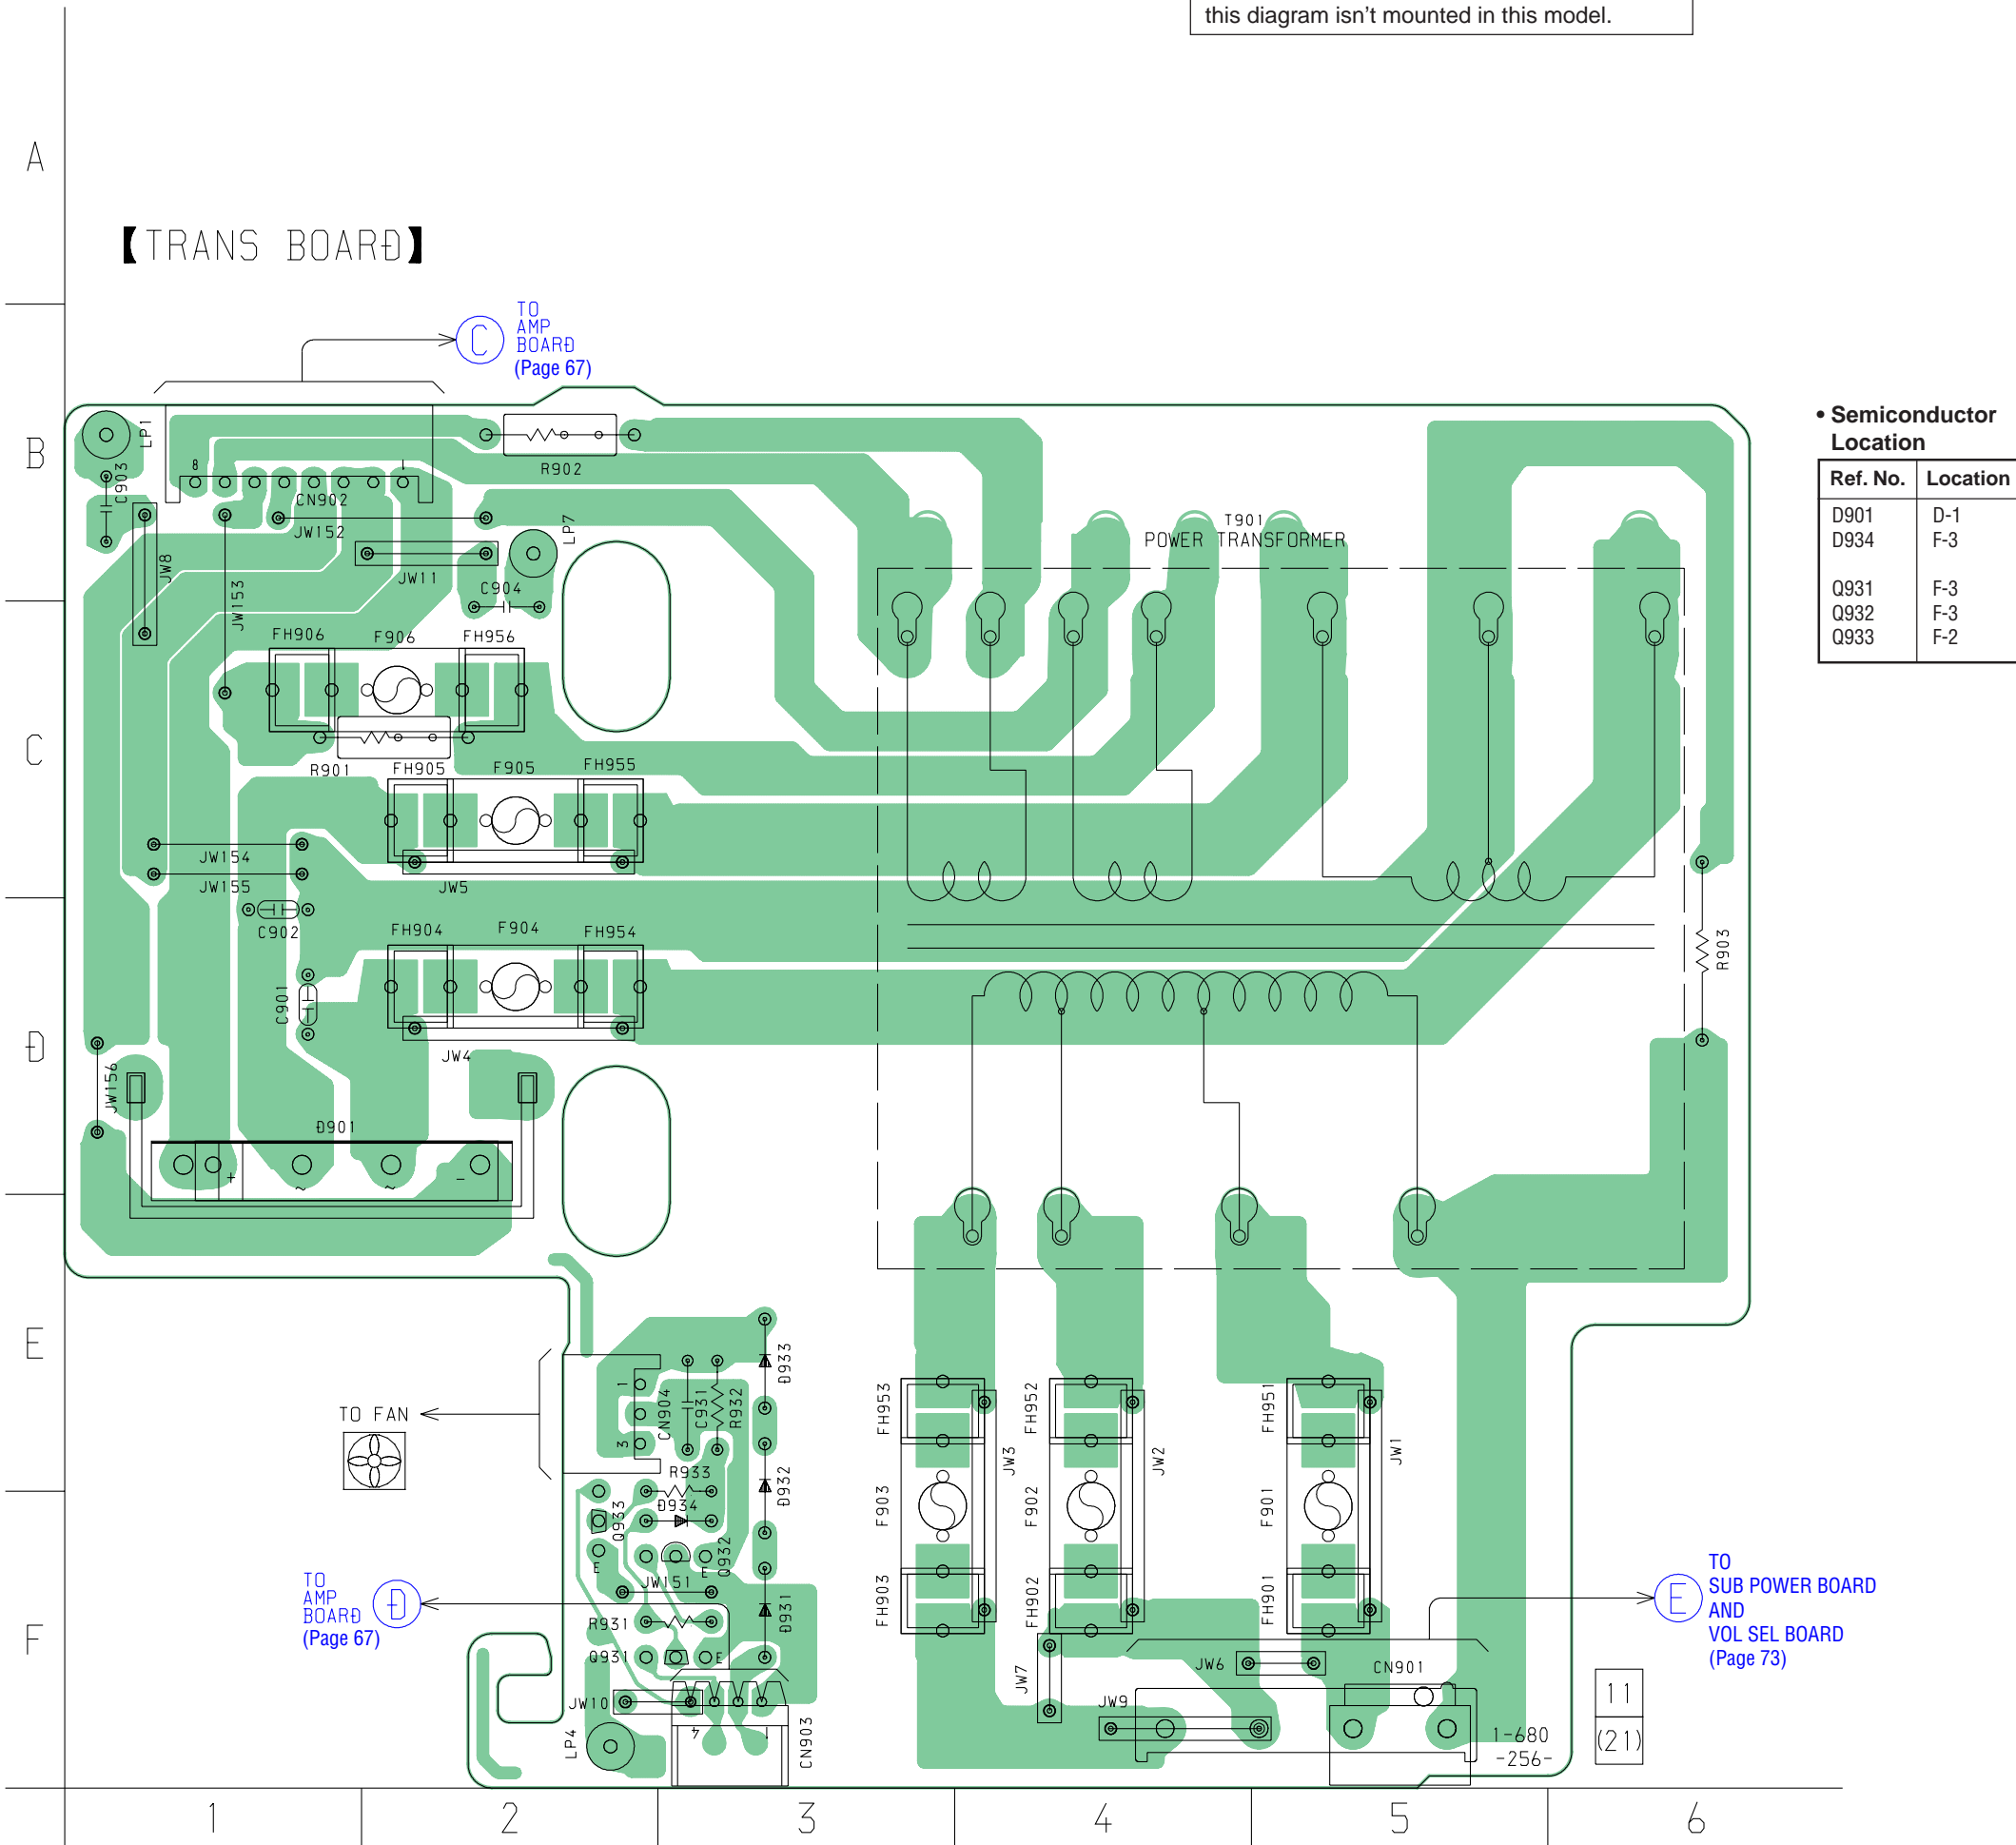 this diagram isn't mounted in this model.
A
【TRANS BOARD】
TO
AMP
BOARD
(Page 67)
C
B
LP1
C903
8
1
CN902
R902
JW152
LP7
JW8
JW11
JW153
C904
T901
POWER TRANSFORMER
• Semiconductor
Location
Ref. No. Location
D901 D-1
D934 F-3
Q931 F-3
Q932 F-3
Q933 F-2
C
FH906 F906 FH956
R901 FH905 F905 FH955
JW154
JW155
JW5
C902
FH904 F904 FH954
R903
C901
D
JW4
JW156
D901
+ ~ ~ -
E
D933
1
TO FAN
CN904
C931
R932
3
FH953
FH952
FH951
JW3
JW2
JW1
R933
D932
D934
Q933
Q932
E
E
F903
F902
F901
TO
AMP
BOARD
(Page 67)
D
JW151
D931
FH903
FH902
FH901
TO
SUB POWER BOARD
AND
VOL SEL BOARD
(Page 73)
E
F
R931
Q931
E
JW10
JW7
JW6
CN901
JW9
LP4
4
1
CN903
1-680
-256-
11
(21)
1 2 3 4 5 6